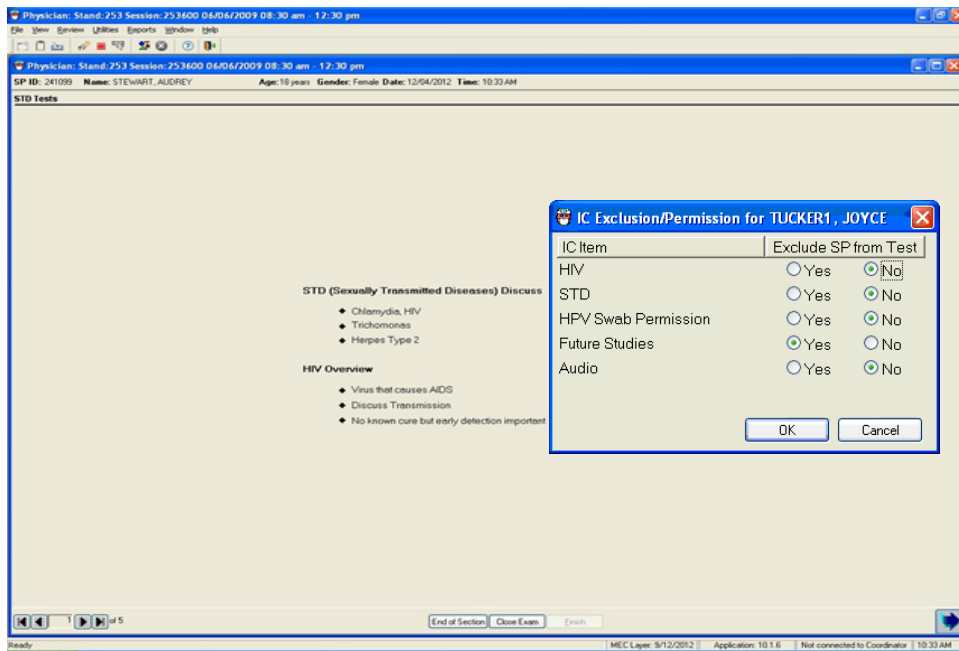 Physician: Stand:253 Session:253600 06/06/2009 08:30 am - 12:30 pm
File View Review Utilities Reports Window Help
Physician: Stand:253 Session:253600 06/06/2009 08:30 am - 12:30 pm
SP ID: 241099 Name: STEWART, AUDREY Age: 18 years Gender: Female Date: 12/04/2012 Time: 10:33 AM
STD Tests
IC Exclusion/Permission for TUCKER1, JOYCE
IC Item Exclude SP from Test
HIV Yes No
STD Yes No
HPV Swab Permission Yes No
Future Studies Yes No
Audio Yes No
OK Cancel
STD (Sexually Transmitted Diseases) Discuss
Chlamydia, HIV
Trichomonas
Herpes Type 2
HIV Overview
Virus that causes AIDS
Discuss Transmission
No known cure but early detection important
1 of 5 End of Section Close Exam Finish
Ready MEC Layer: 9/12/2012 Application: 10.1.6 Not connected to Coordinator 10:33 AM